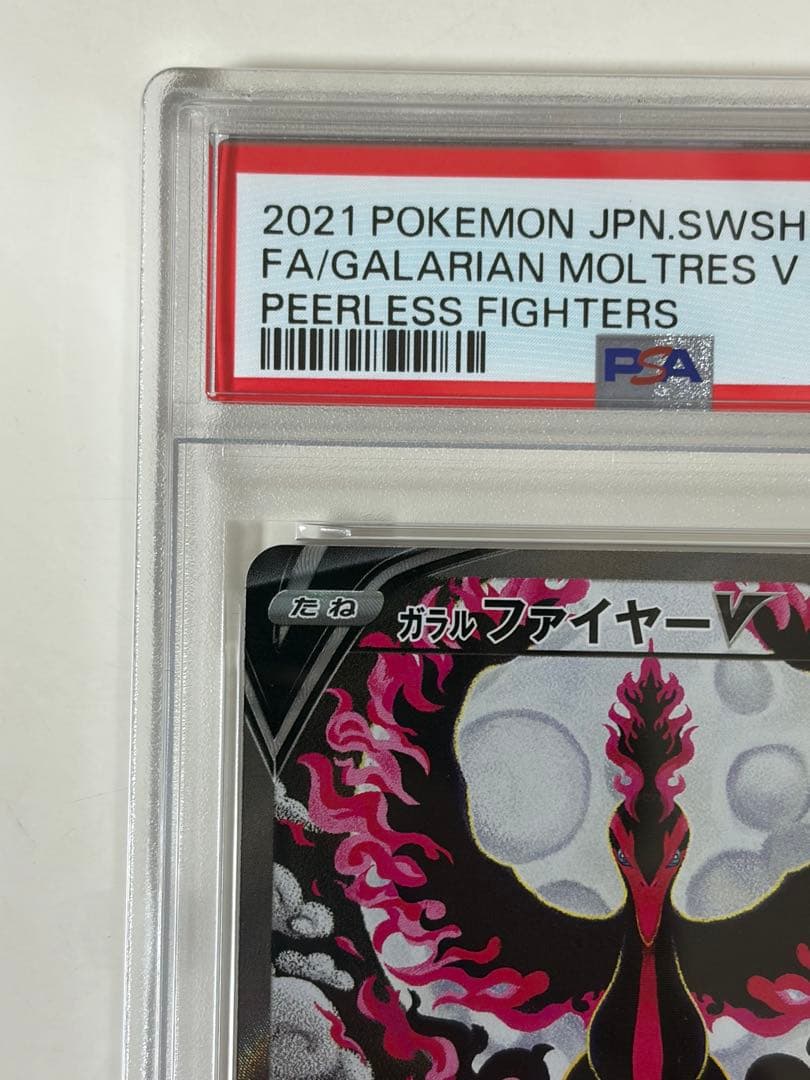 2021 POKEMON JPN.SWSH
FA/GALARIAN MOLTRES V
PEERLESS FIGHTERS
PSA
たね ガラル ファイヤーV